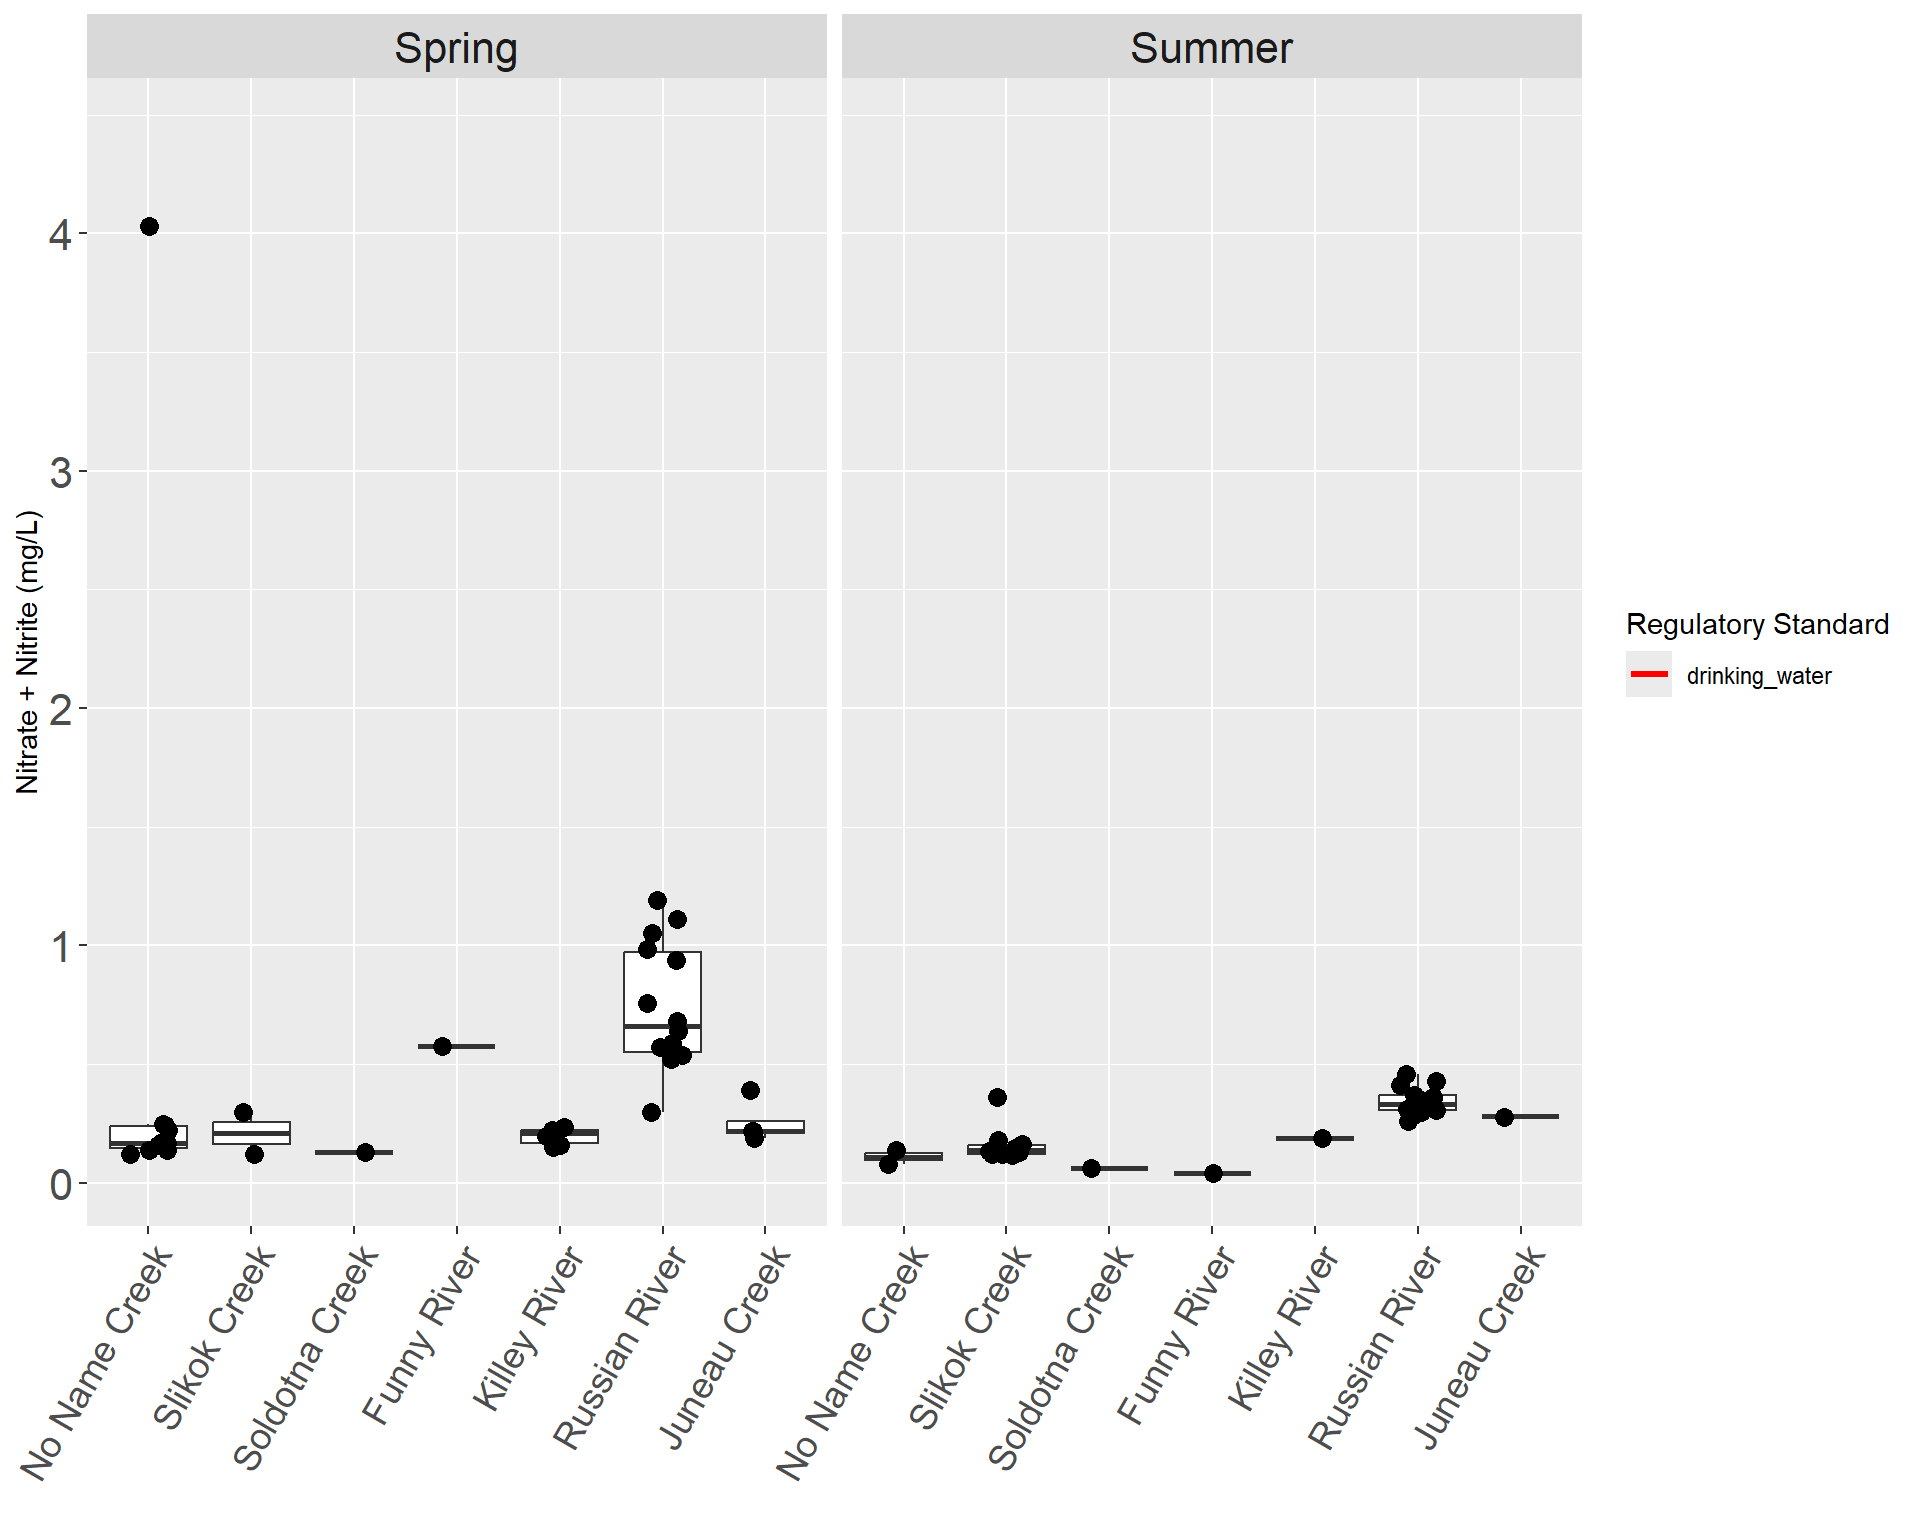 Spring
Summer
Nitrate + Nitrite (mg/L)
4
3
2
1
0
No Name Creek
Slikok Creek
Soldotna Creek
Funny River
Killey River
Russian River
Juneau Creek
No Name Creek
Slikok Creek
Soldotna Creek
Funny River
Killey River
Russian River
Juneau Creek
Regulatory Standard
drinking_water